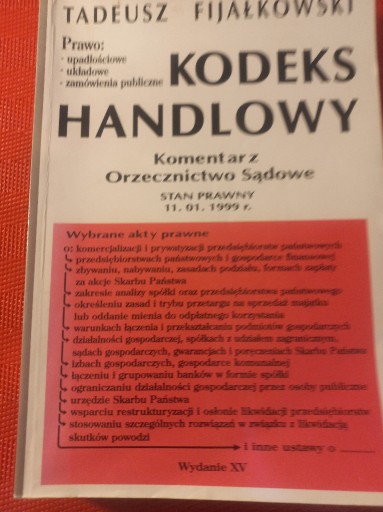 TADEUSZ FIJAŁKOWSKI
Prawo:
- upadłościowe
- układowe
- zamówienia publiczne
KODEKS
HANDLOWY
Komentarz
Orzecznictwo Sądowe
STAN PRAWNY
11. 01. 1999 r.
Wybrane akty prawne
o: komercjalizacji i prywatyzacji przedsiębiorstw państwowych
przedsiębiorstwach państwowych i gospodarce finansowej
zbywaniu, nabywaniu, zasadach podziału, formach zapłaty
za akcje Skarbu Państwa
zakresie analizy spółki oraz przedsiębiorstwa państwowego
określeniu zasad i trybu przetargu na sprzedaż majątku
lub oddanie mienia do odpłatnego korzystania
warunkach łączenia i przekształcaniu podmiotów gospodarczych
działalności gospodarczej, spółkach z udziałem zagranicznym,
sądach gospodarczych, gwarancjach i poręczeniach Skarbu Państwa
izbach gospodarczych, gospodarce komunalnej
łączeniu i grupowaniu banków w formie spółki
ograniczaniu działalności gospodarczej przez osoby publiczne
urzędzie Skarbu Państwa
wsparciu restrukturyzacji i osłonie likwidacji przedsiębiorstw
stosowaniu szczególnych rozwiązań w związku z likwidacją
skutków powodzi
i inne ustawy o
Wydanie XV